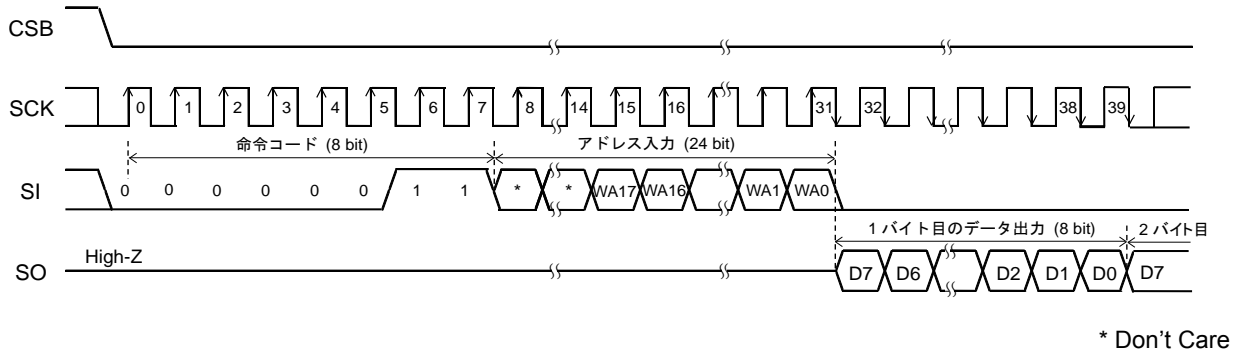 CSB
SCK 0 1 2 3 4 5 6 7 8 14 15 16 31 32 38 39
命令コード (8 bit) アドレス入力 (24 bit)
SI 0 0 0 0 0 0 1 1 * * WA17 WA16 WA1 WA0
1 バイト目のデータ出力 (8 bit) 2 バイト目
High-Z
SO D7 D6 D2 D1 D0 D7
* Don't Care